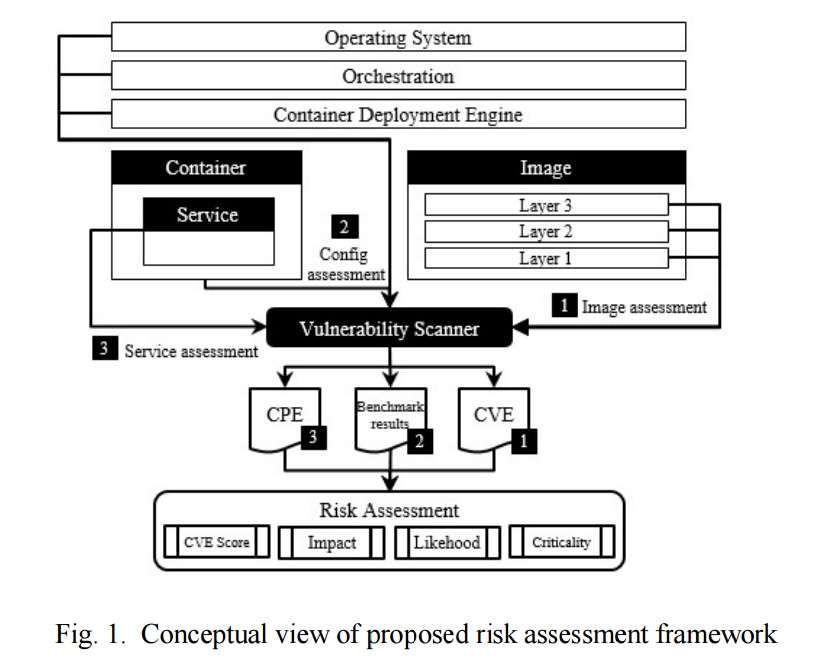 Operating System
Orchestration
Container Deployment Engine
Container
Service
2
Config
assessment
Image
Layer 3
Layer 2
Layer 1
1 Image assessment
Vulnerability Scanner
3 Service assessment
CPE
3
Benchmark
results
2
CVE
1
Risk Assessment
CVE Score
Impact
Likehood
Criticality
Fig. 1. Conceptual view of proposed risk assessment framework